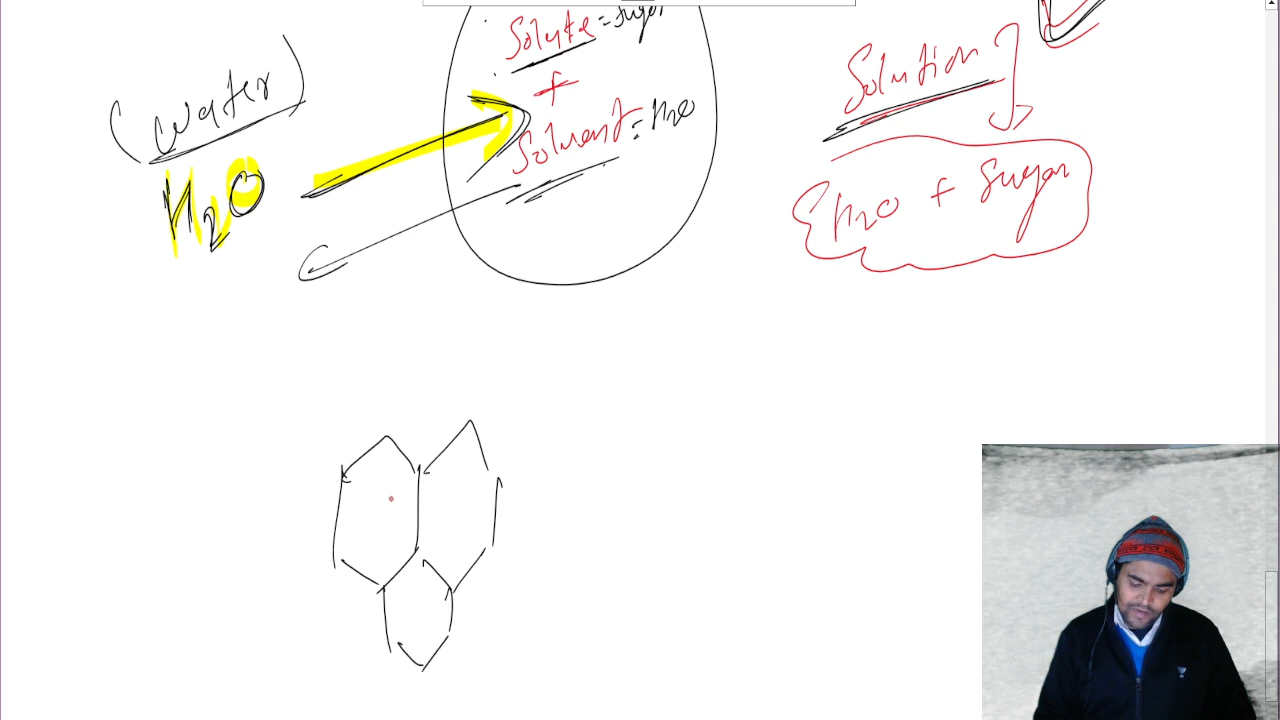 (water)
H2O
Solute = Sugar
+
Solvent = H2O
Solution
H2O + Sugar